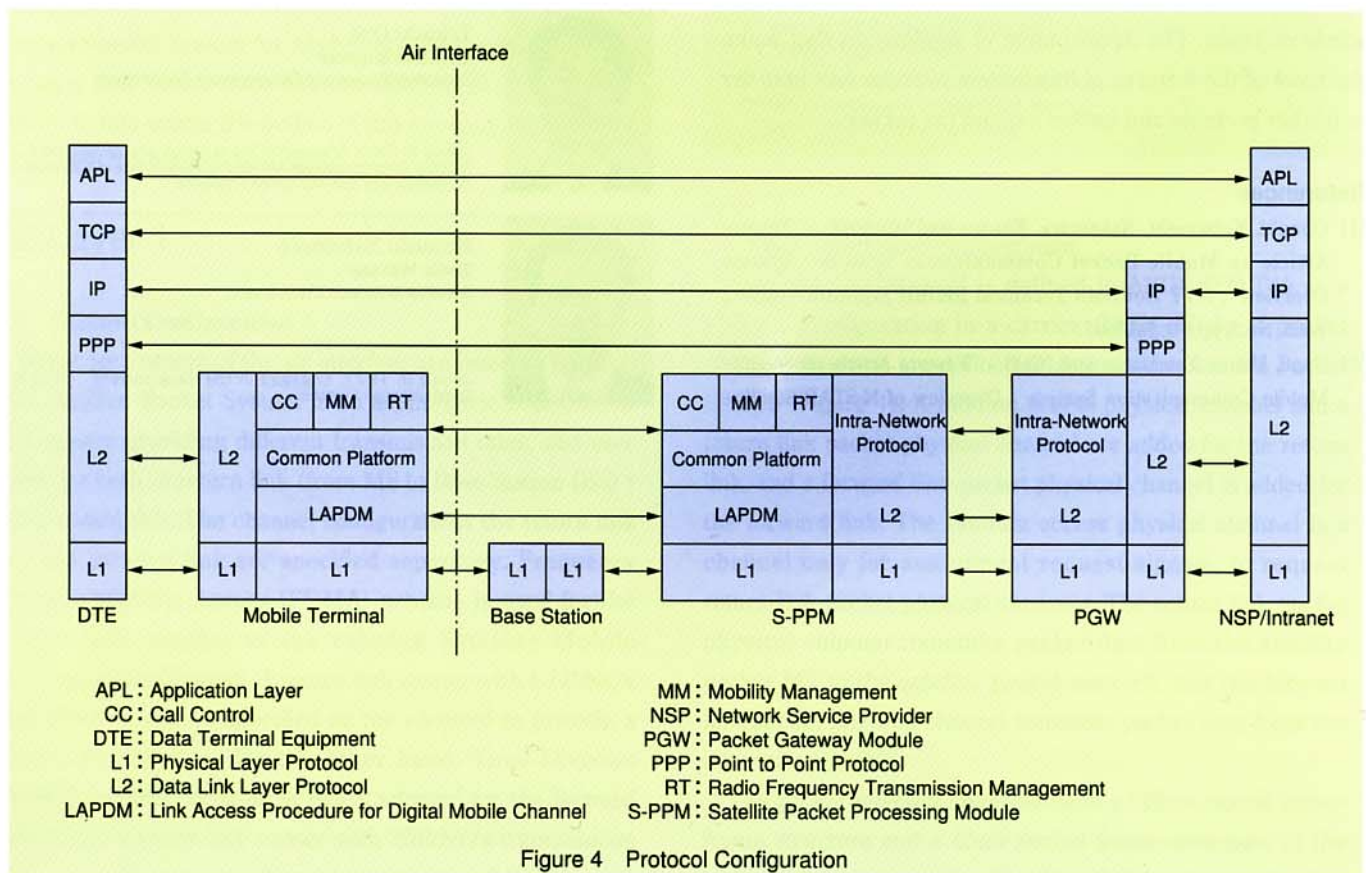 Air Interface
APL
APL
TCP
TCP
IP
IP
IP
PPP
PPP
CC MM RT
CC MM RT
Intra-Network Protocol
Intra-Network Protocol
L2
L2
Common Platform
Common Platform
L2
L2
LAPDM
LAPDM
L2
L2
L1
L1
L1
L1
L1
L1
L1
L1
L1
L1
DTE
Mobile Terminal
Base Station
S-PPM
PGW
NSP/Intranet
APL : Application Layer
CC : Call Control
DTE : Data Terminal Equipment
L1 : Physical Layer Protocol
L2 : Data Link Layer Protocol
LAPDM : Link Access Procedure for Digital Mobile Channel
MM : Mobility Management
NSP : Network Service Provider
PGW : Packet Gateway Module
PPP : Point to Point Protocol
RT : Radio Frequency Transmission Management
S-PPM : Satellite Packet Processing Module
Figure 4 Protocol Configuration